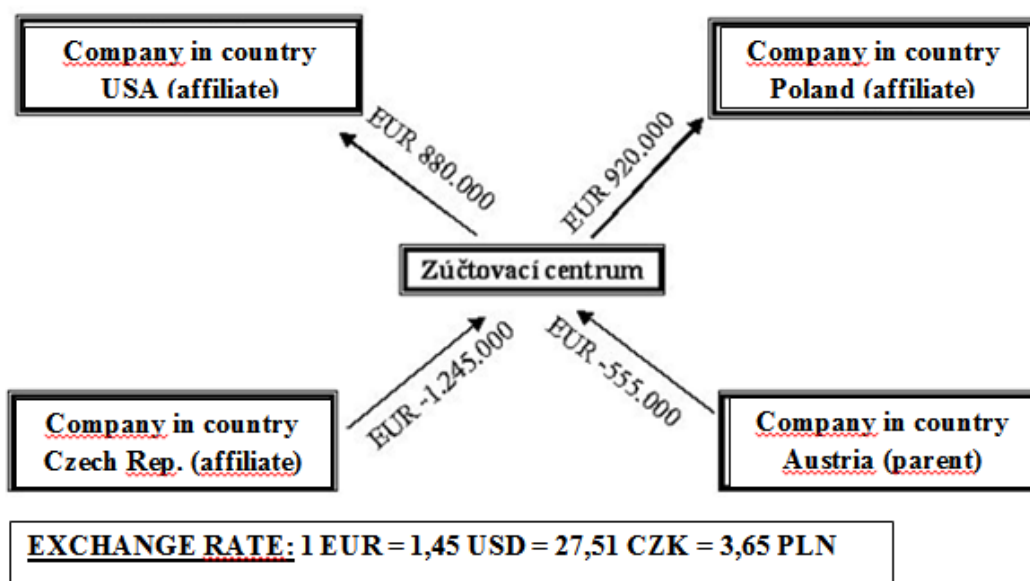 Company in country
USA (affiliate)
Company in country
Poland (affiliate)
EUR 880.000
EUR 920.000
Zúčtovací centrum
EUR -1.245.000
EUR -555.000
Company in country
Czech Rep. (affiliate)
Company in country
Austria (parent)
EXCHANGE RATE: 1 EUR = 1,45 USD = 27,51 CZK = 3,65 PLN